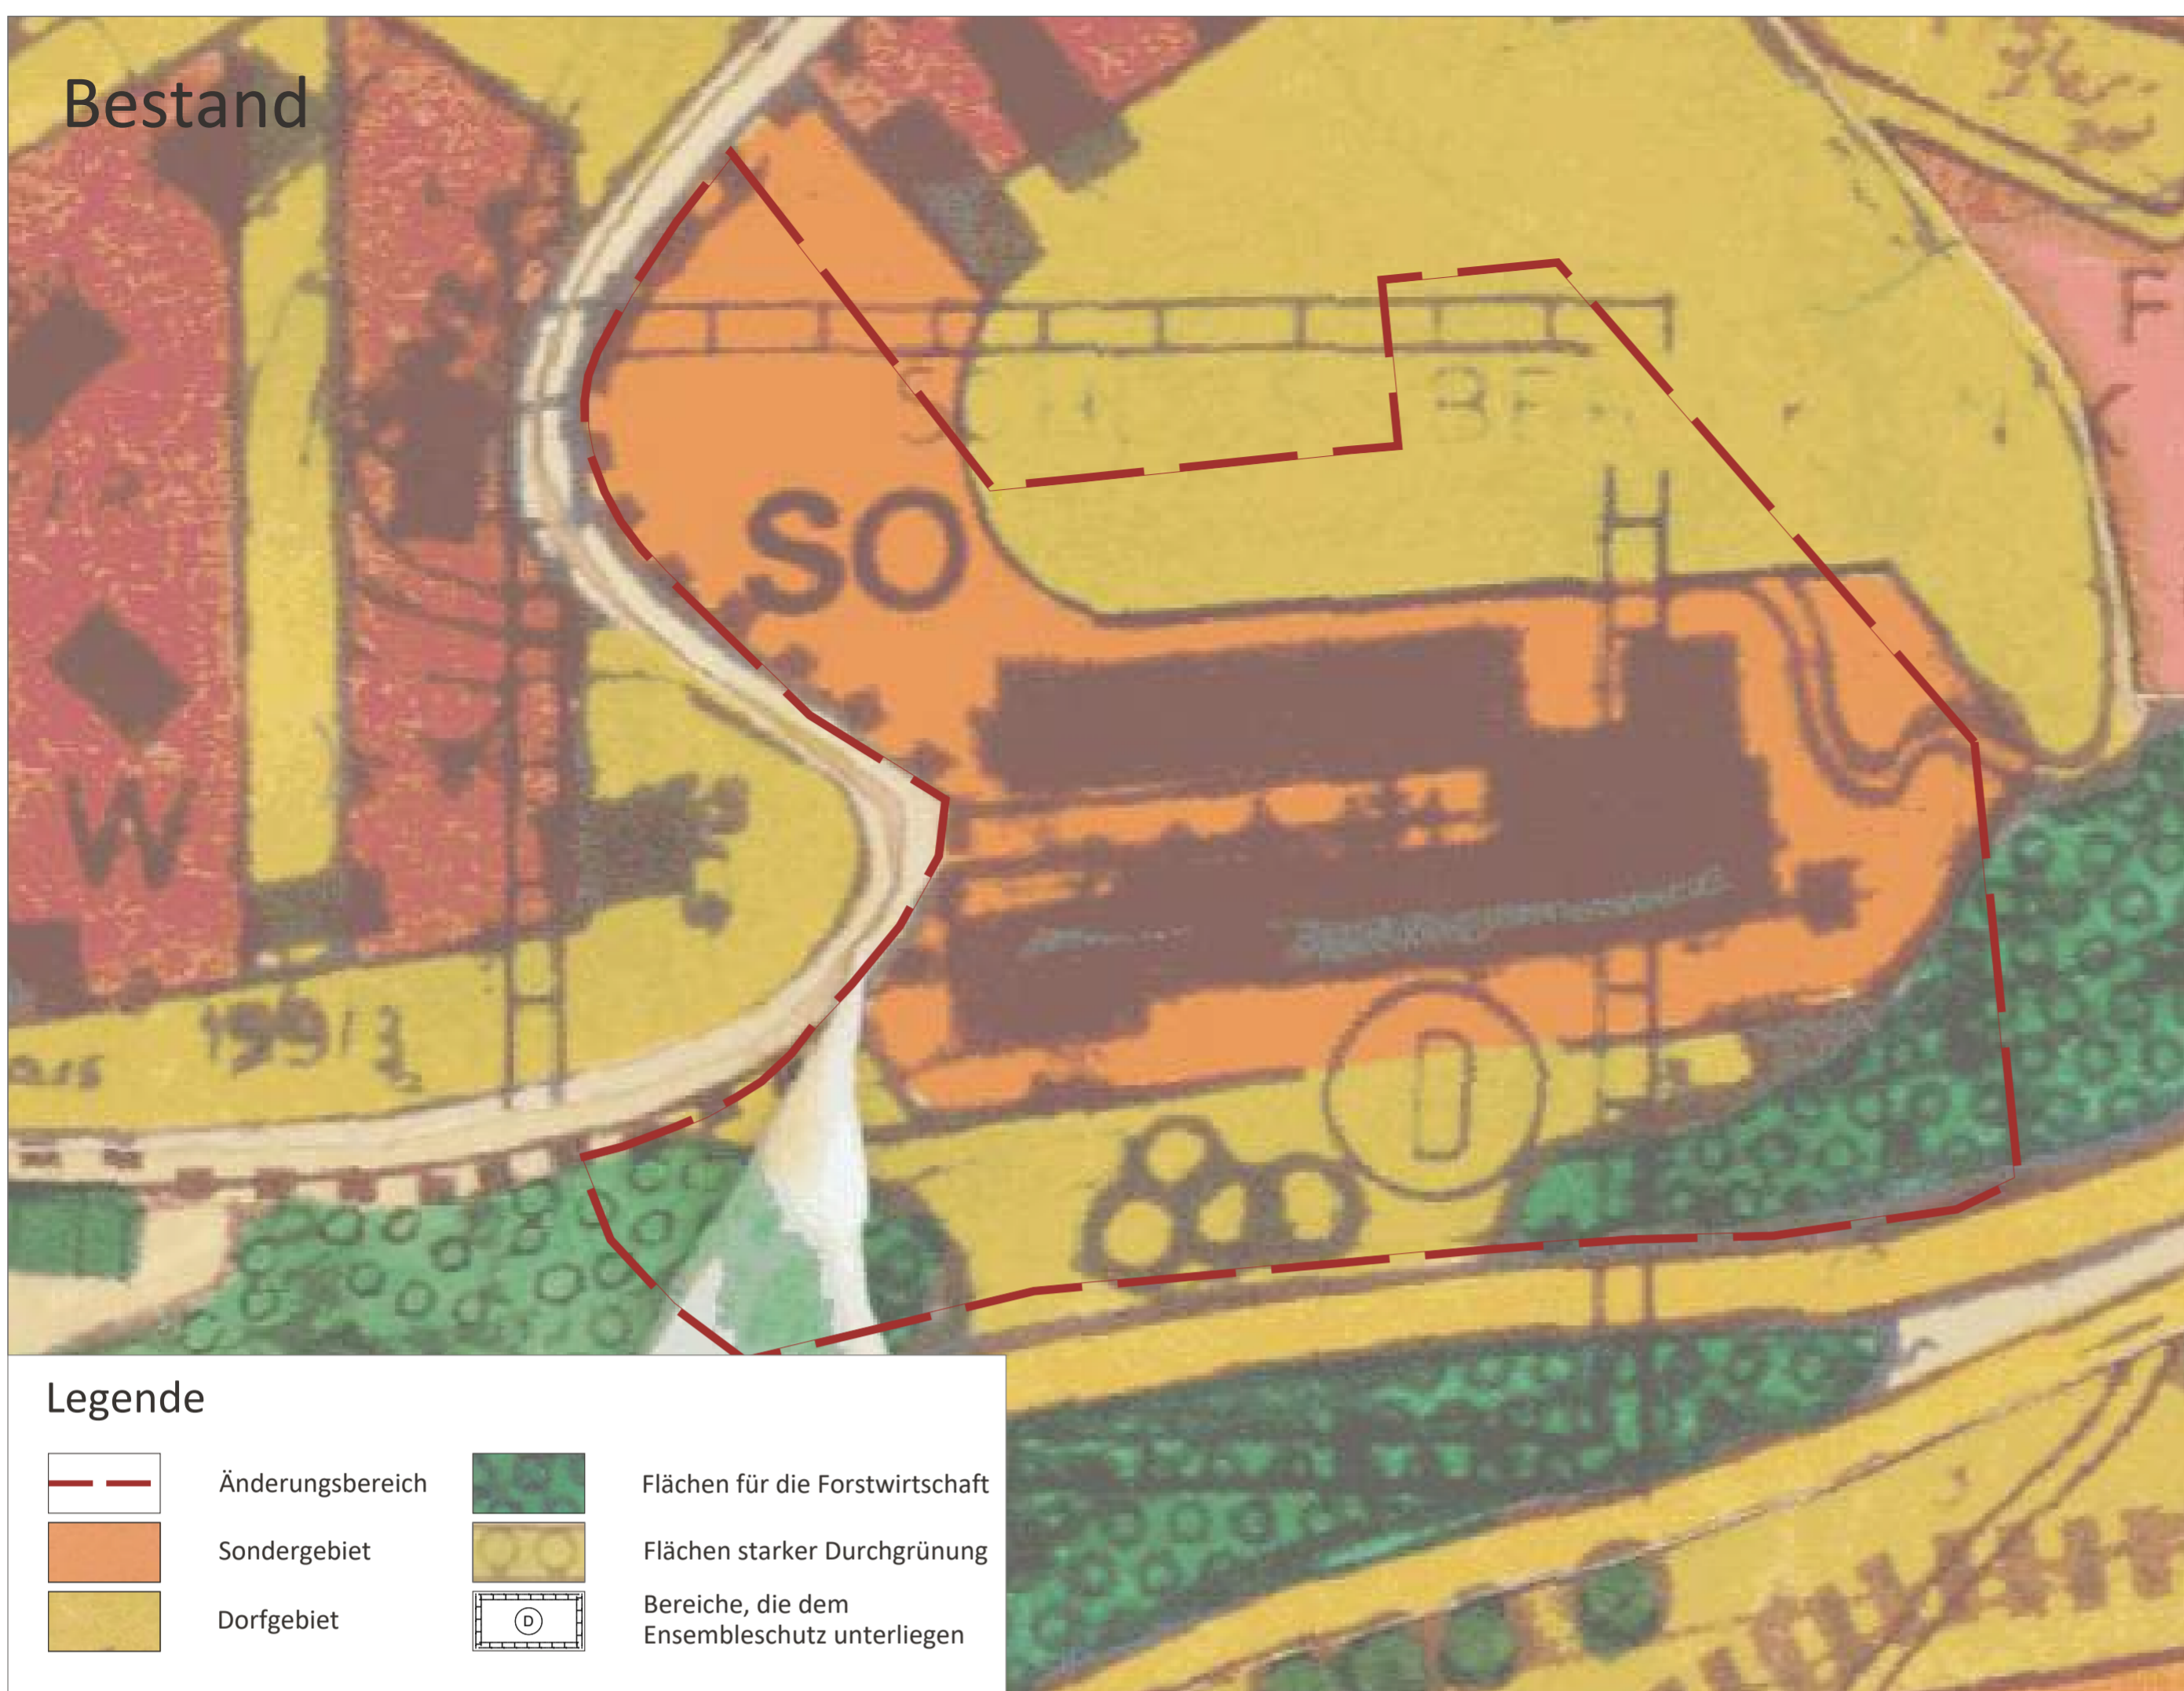 Bestand
SO
W
D
Legende
Änderungsbereich
Sondergebiet
Dorfgebiet
Flächen für die Forstwirtschaft
Flächen starker Durchgrünung
D
Bereiche, die dem
Ensembleschutz unterliegen